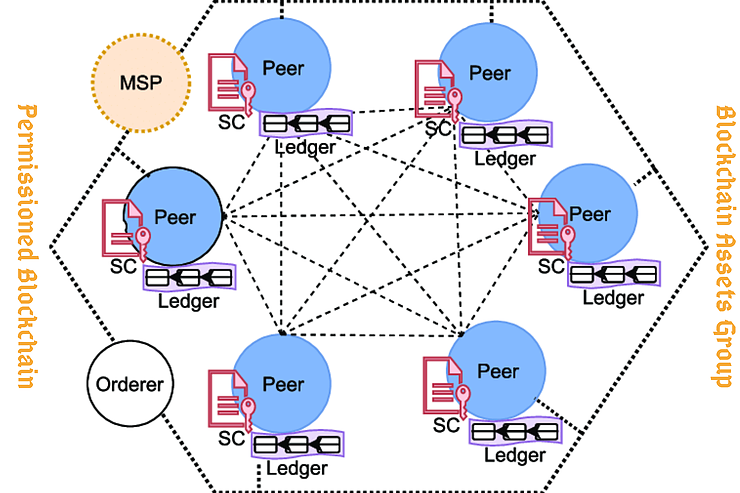 MSP
Peer
SC
Ledger
Peer
SC
Ledger
Permissioned Blockchain
Peer
SC
Ledger
Peer
SC
Ledger
Blockchain Assets Group
Orderer
Peer
SC
Ledger
Peer
SC
Ledger